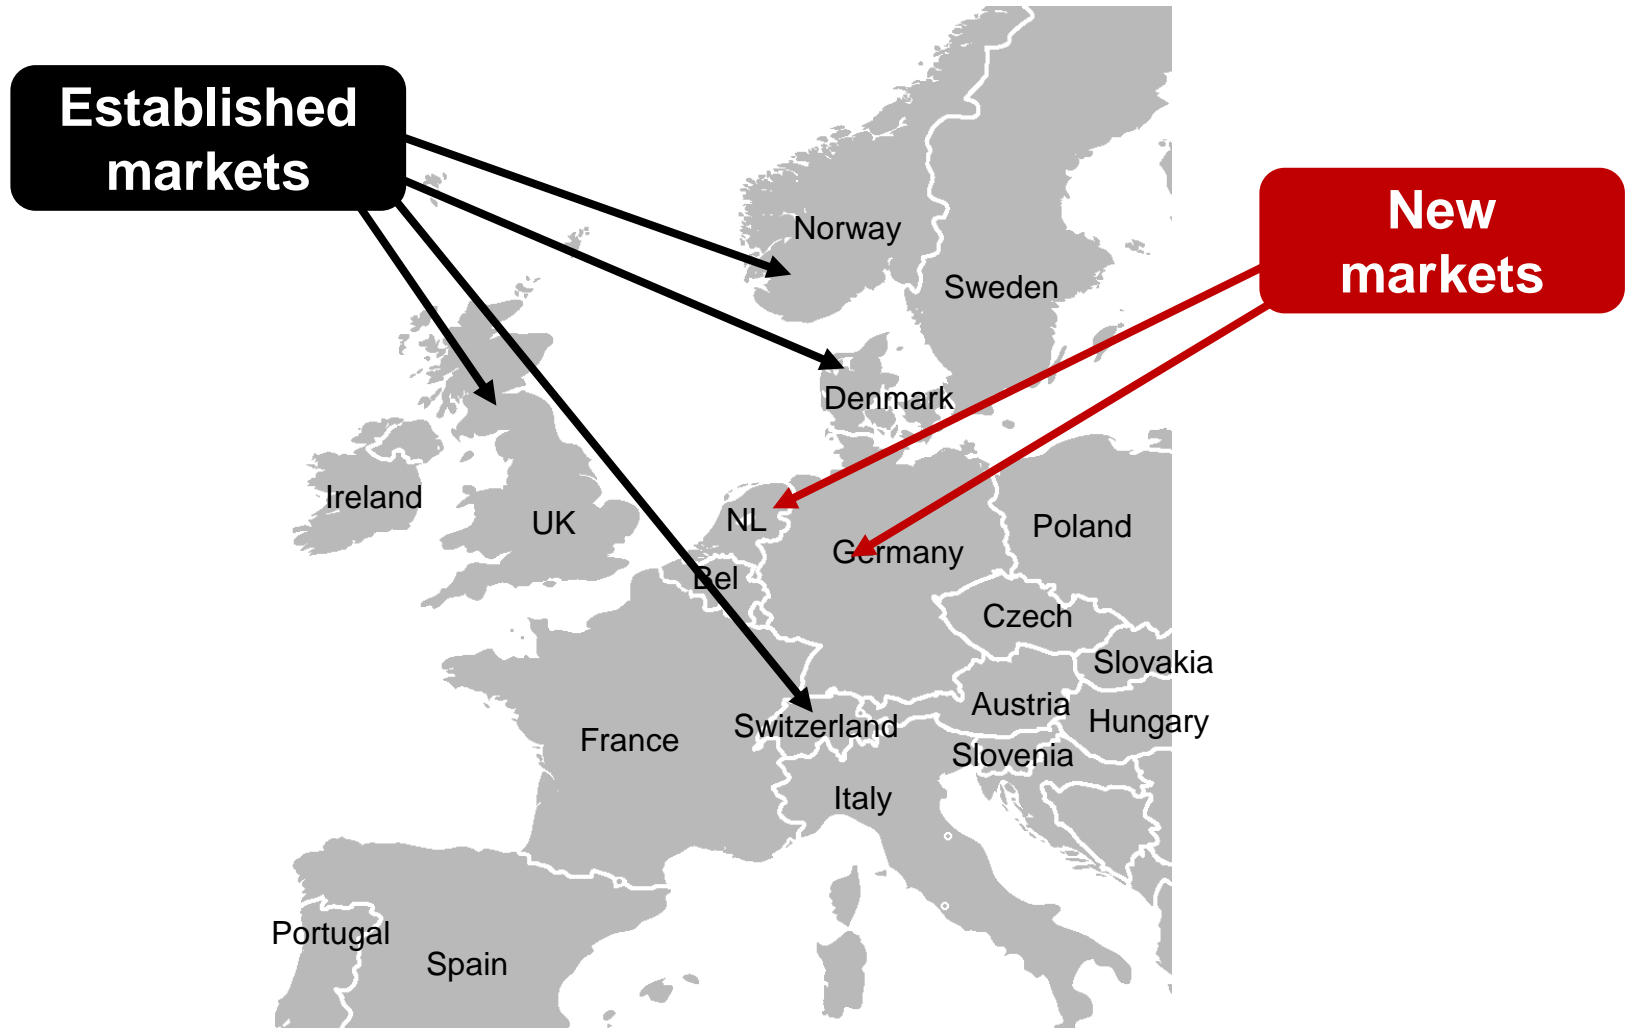 Established
markets
New
markets
Norway
Sweden
Denmark
Ireland
UK
NL
Germany
Poland
Bel
Czech
Slovakia
Austria
Hungary
Switzerland
France
Slovenia
Italy
Portugal
Spain